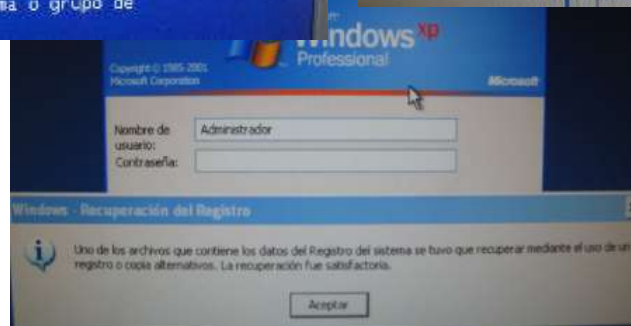 ma o grupo de
Windows xp
Professional
Copyright © 1985-2001
Microsoft Corporation
Microsoft
Nombre de usuario:
Administrador
Contraseña:
Windows - Recuperación del Registro
Uno de los archivos que contiene los datos del Registro del sistema se tuvo que recuperar mediante el uso de un
registro o copia alternativos. La recuperación fue satisfactoria.
Aceptar